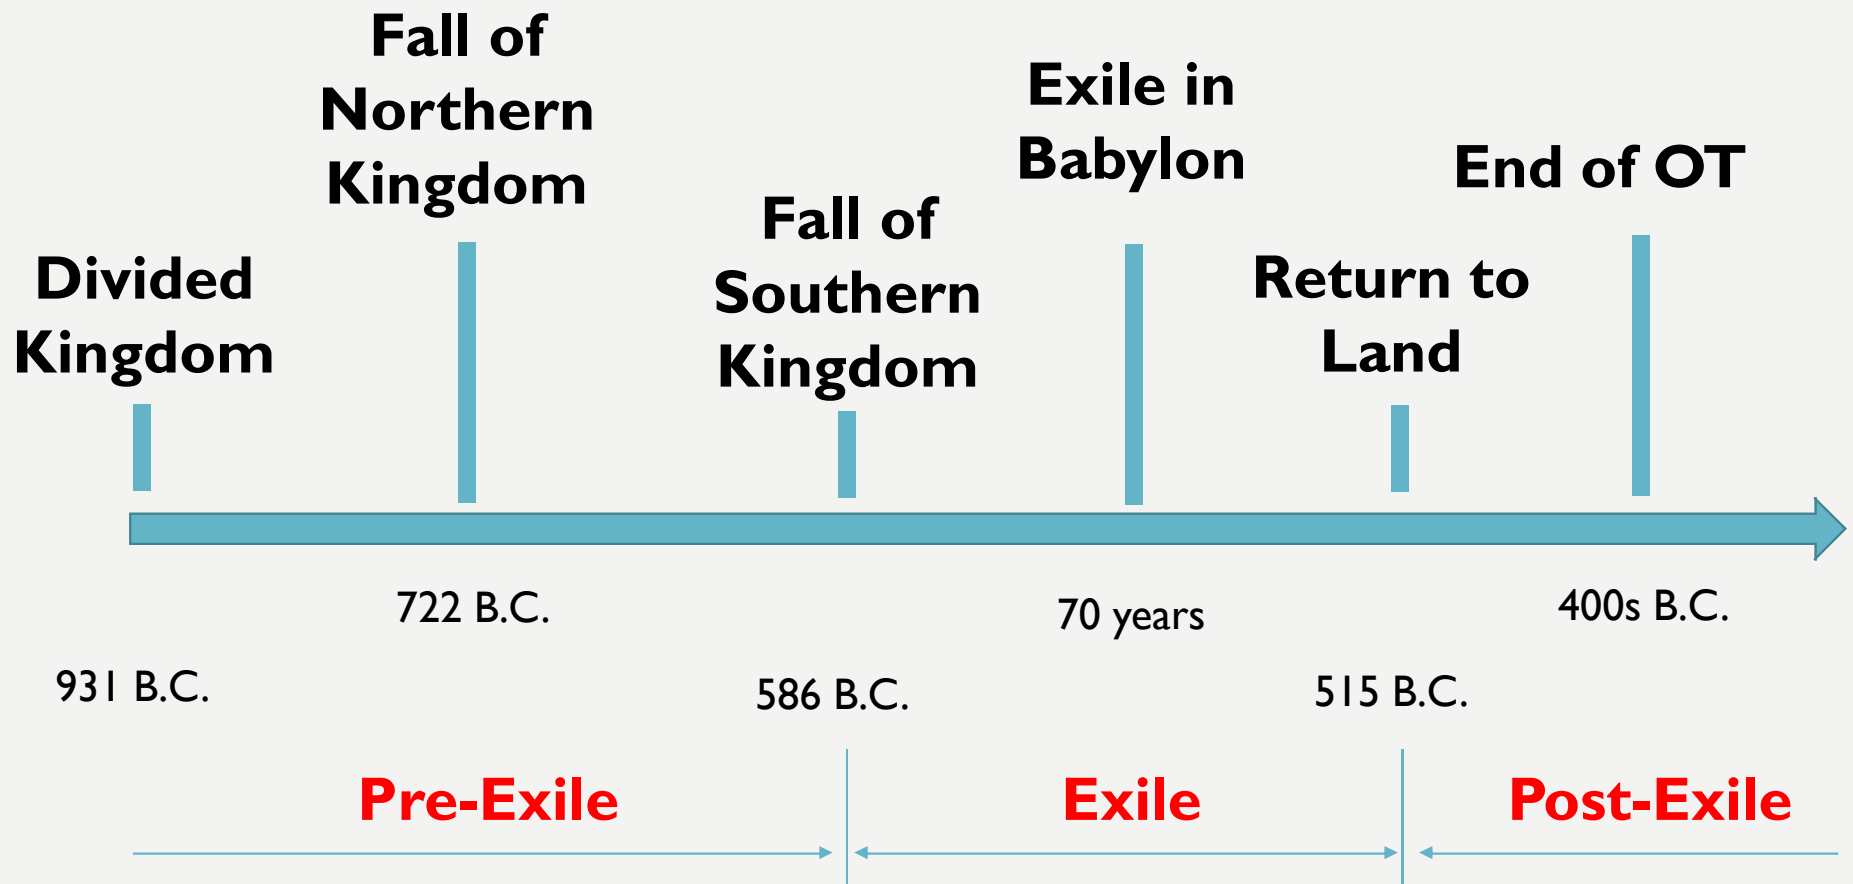 Fall of
Northern
Kingdom
Exile in
Babylon
End of OT
Fall of
Southern
Kingdom
Divided
Kingdom
Return to
Land
722 B.C.
70 years
400s B.C.
931 B.C.
586 B.C.
515 B.C.
Pre-Exile
Exile
Post-Exile